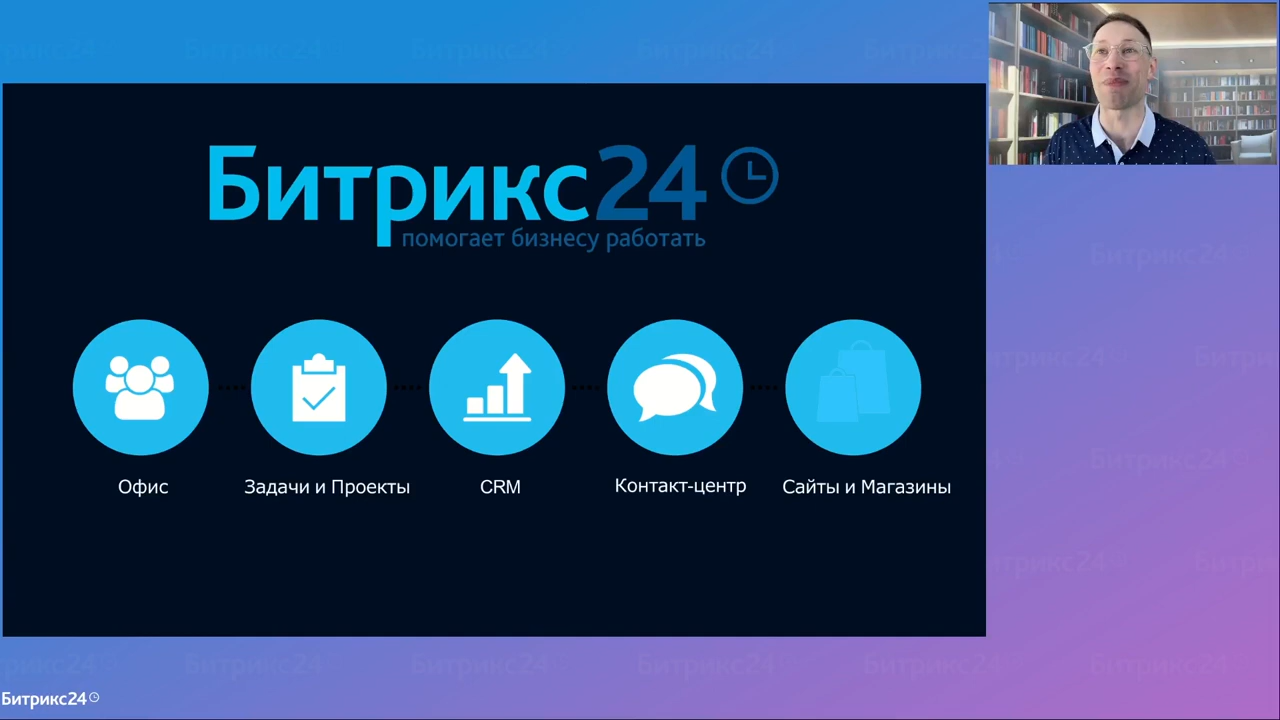 Битрикс24
помогает бизнесу работать
Офис
Задачи и Проекты
CRM
Контакт-центр
Сайты и Магазины
Битрикс24